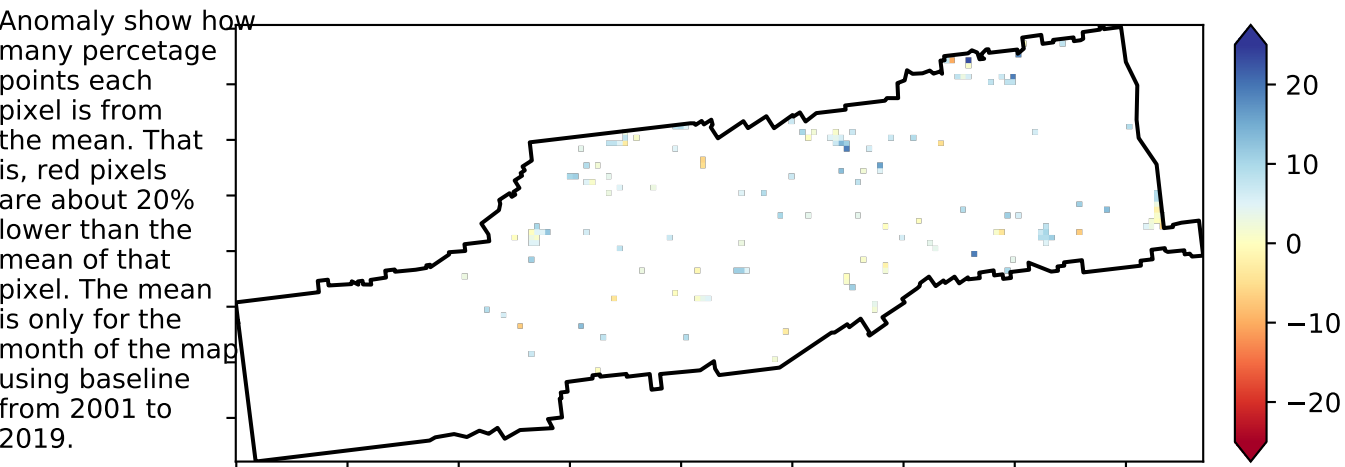 Anomaly show how
many percetage
points each
pixel is from
the mean. That
is, red pixels
are about 20%
lower than the
mean of that
pixel. The mean
is only for the
month of the map
using baseline
from 2001 to
2019.
20
10
0
−10
−20